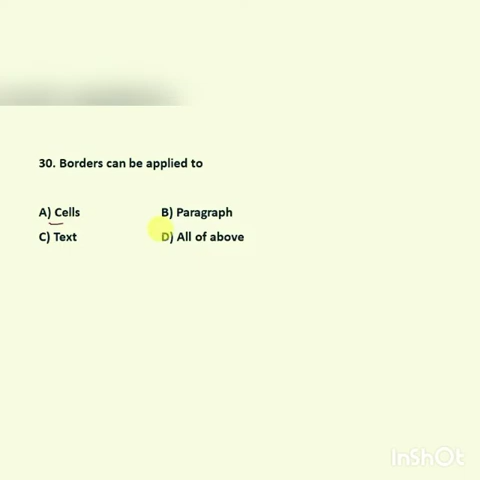 30. Borders can be applied to
A) Cells B) Paragraph
C) Text D) All of above
InShOt